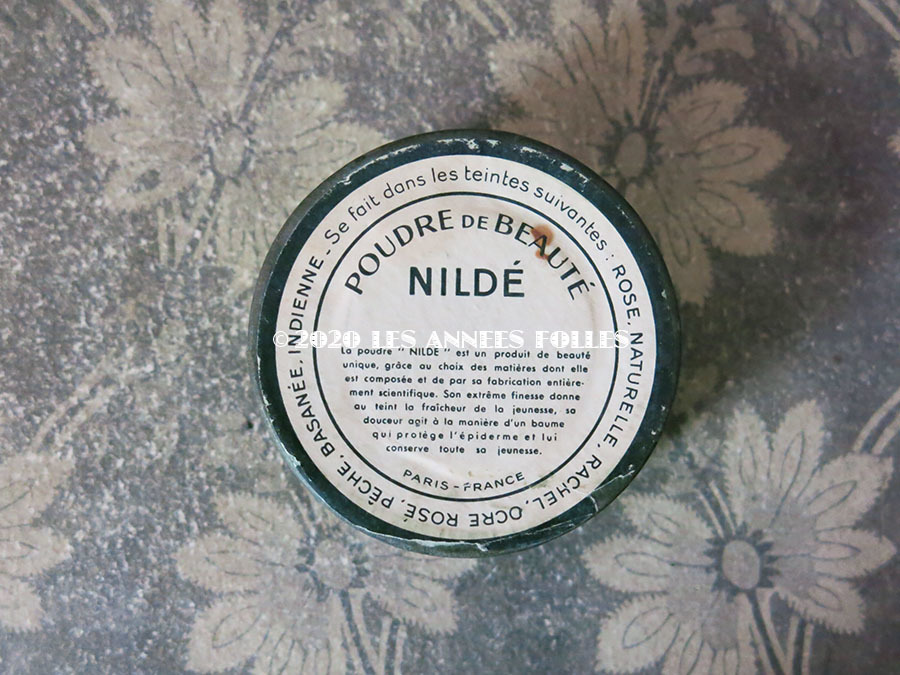 Se fait dans les teintes suivantes : ROSE, NATURELLE, RACHEL, OCRE ROSÉ, PÊCHE, BASANÉE, INDIENNE -
POUDRE DE BEAUTÉ
NILDÉ
©2020 LES ANNEES FOLLES
La poudre " NILDE " est un produit de beauté
unique, grâce au choix des matières dont elle
est composée et de par sa fabrication entière-
ment scientifique. Son extrême finesse donne
au teint la fraîcheur de la jeunesse, sa
douceur agit à la manière d'un baume
qui protége l'épiderme et lui
conserve toute sa jeunesse.
PARIS - FRANCE